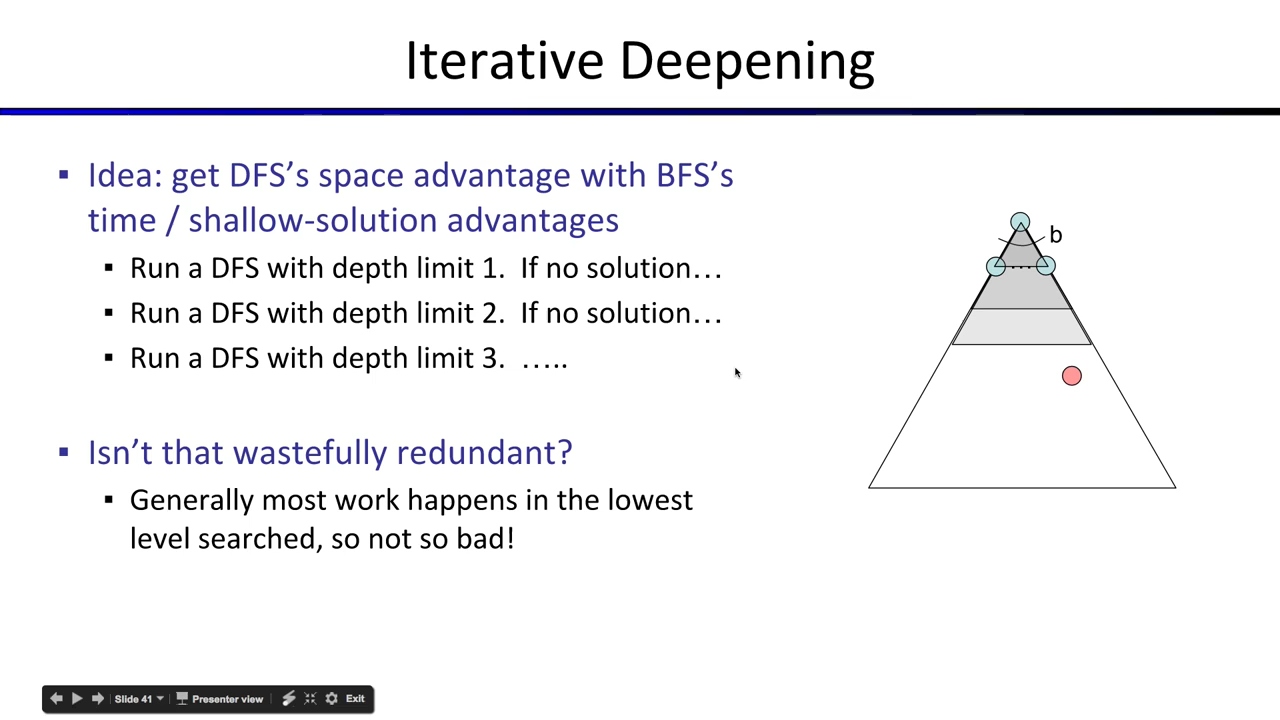 Iterative Deepening
▪ Idea: get DFS’s space advantage with BFS’s
time / shallow-solution advantages
▪ Run a DFS with depth limit 1.  If no solution…
▪ Run a DFS with depth limit 2.  If no solution…
▪ Run a DFS with depth limit 3.  …..
b
…
▪ Isn’t that wastefully redundant?
▪ Generally most work happens in the lowest
level searched, so not so bad!
Slide 41 Presenter view Exit